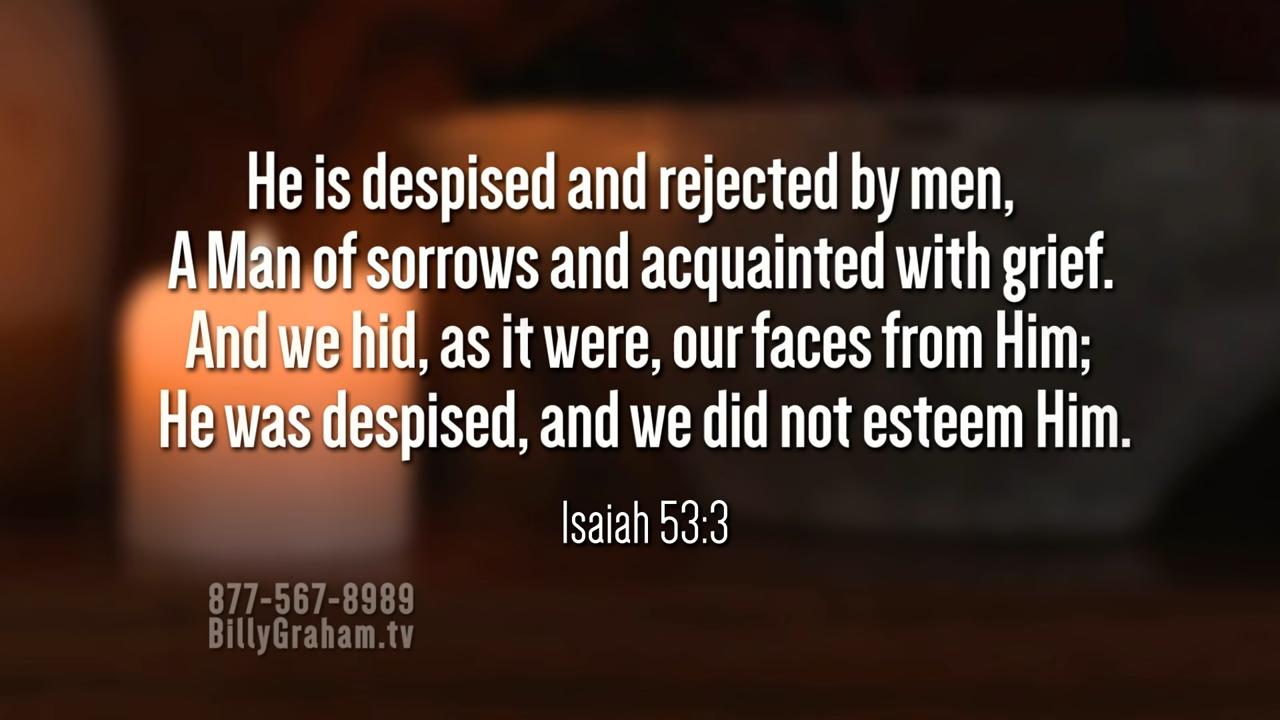 He is despised and rejected by men,
A Man of sorrows and acquainted with grief.
And we hid, as it were, our faces from Him;
He was despised, and we did not esteem Him.
Isaiah 53:3
877-567-8989
BillyGraham.tv